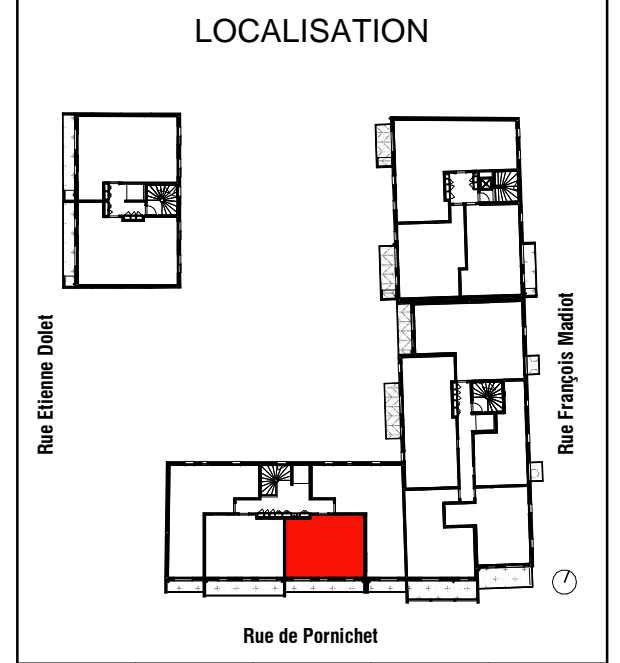 LOCALISATION
Rue Etienne Dolet
Rue François Madiot
Rue de Pornichet